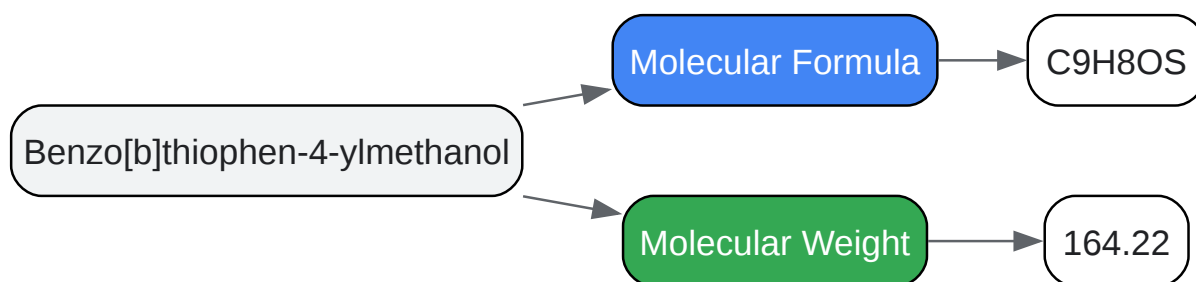 Molecular Formula
C9H8OS
Benzo[b]thiophen-4-ylmethanol
Molecular Weight
164.22